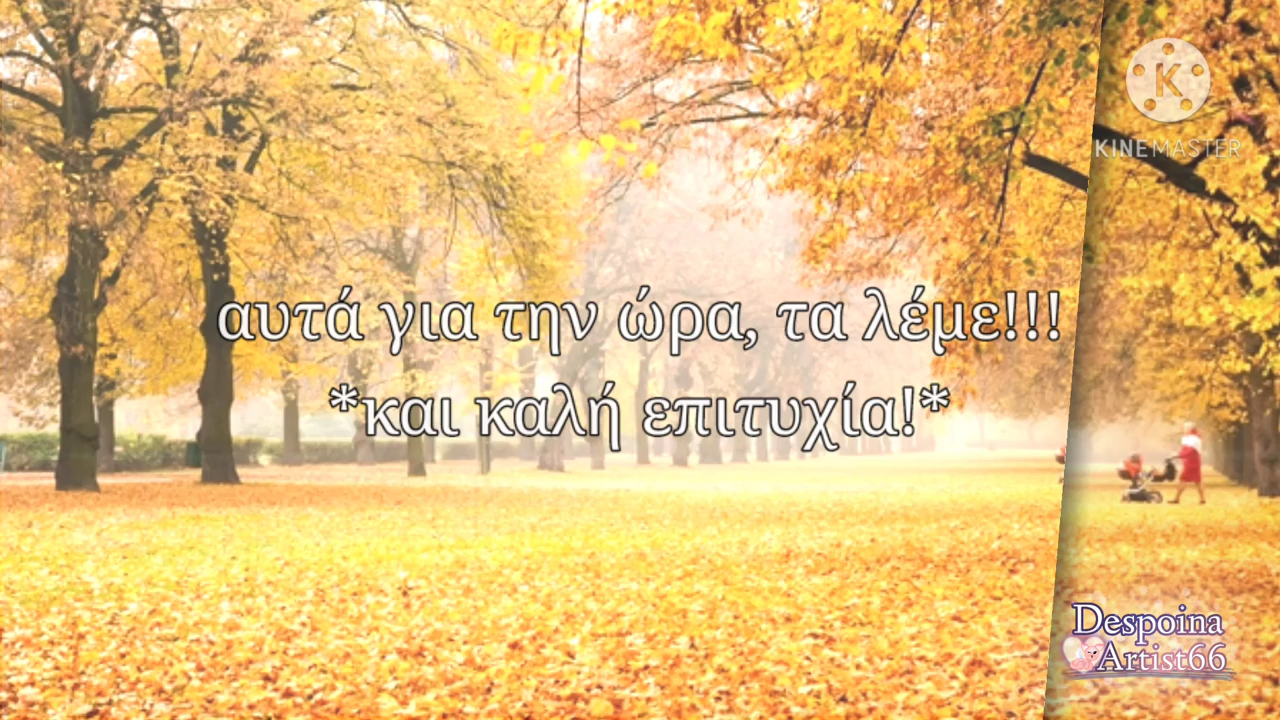 KINEMASTER
αυτά για την ώρα, τα λέμε!!!
*και καλή επιτυχία!*
Despoina
Artist66